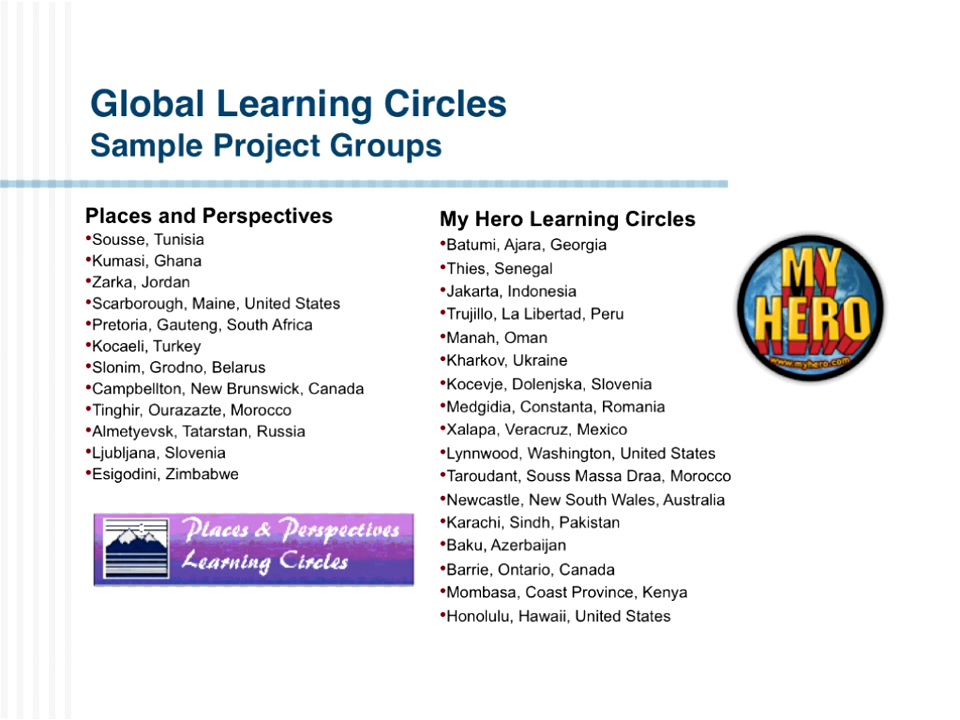 Global Learning Circles
Sample Project Groups
Places and Perspectives
•Sousse, Tunisia
•Kumasi, Ghana
•Zarka, Jordan
•Scarborough, Maine, United States
•Pretoria, Gauteng, South Africa
•Kocaeli, Turkey
•Slonim, Grodno, Belarus
•Campbellton, New Brunswick, Canada
•Tinghir, Ourazazte, Morocco
•Almetyevsk, Tatarstan, Russia
•Ljubljana, Slovenia
•Esigodini, Zimbabwe
Places & Perspectives
Learning Circles
My Hero Learning Circles
•Batumi, Ajara, Georgia
•Thies, Senegal
•Jakarta, Indonesia
•Trujillo, La Libertad, Peru
•Manah, Oman
•Kharkov, Ukraine
•Kocevje, Dolenjska, Slovenia
•Medgidia, Constanta, Romania
•Xalapa, Veracruz, Mexico
•Lynnwood, Washington, United States
•Taroudant, Souss Massa Draa, Morocco
•Newcastle, New South Wales, Australia
•Karachi, Sindh, Pakistan
•Baku, Azerbaijan
•Barrie, Ontario, Canada
•Mombasa, Coast Province, Kenya
•Honolulu, Hawaii, United States
MY
HERO
www.myhero.com